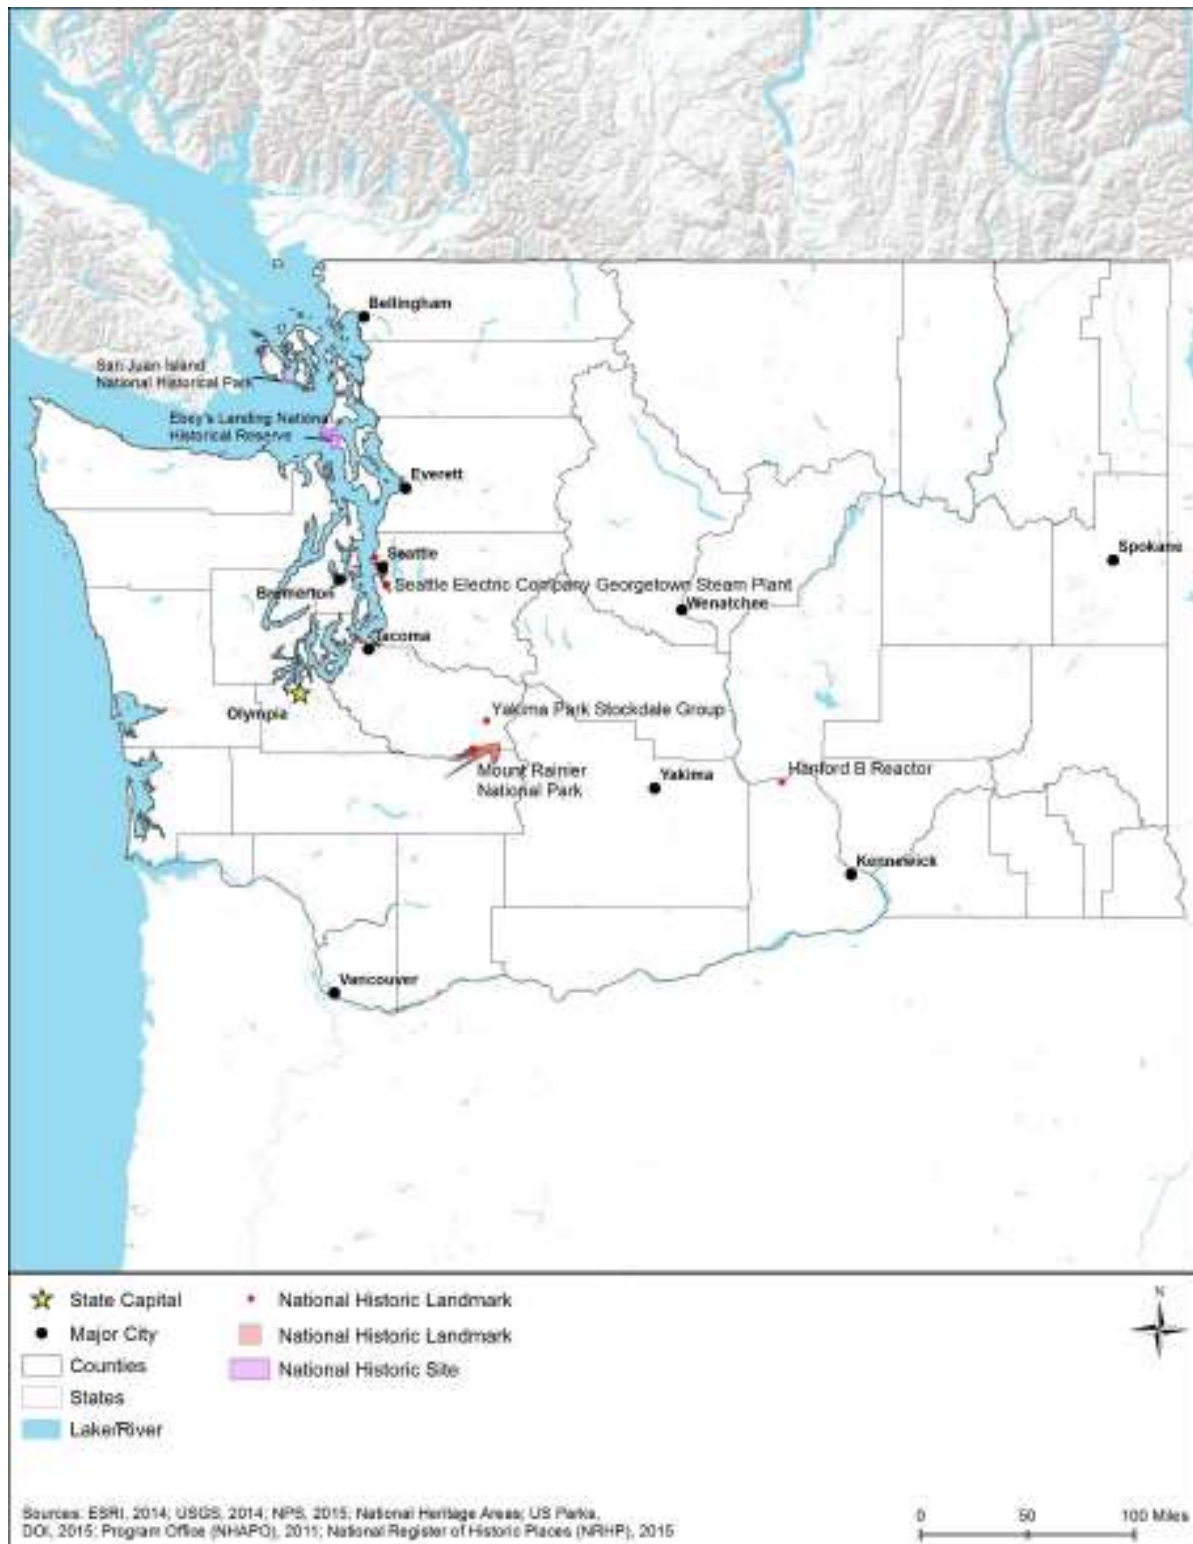 Bellingham
San Juan Island
National Historical Park
Ebey's Landing National
Historical Reserve
Everett
Seattle
Spokane
Seattle Electric Company Georgetown Steam Plant
Bremerton
Wenatchee
Tacoma
Olympia
Yakima Park Stockdale Group
Mount Rainier
National Park
Yakima
Hanford B Reactor
Kennewick
Vancouver
State Capital
National Historic Landmark
Major City
National Historic Landmark
Counties
National Historic Site
States
Lake/River
N
Sources: ESRI, 2014; USGS, 2014; NPS, 2015; National Heritage Areas; US Parks,
DOI, 2015; Program Office (NHAPO), 2011; National Register of Historic Places (NRHP), 2015
0 50 100 Miles